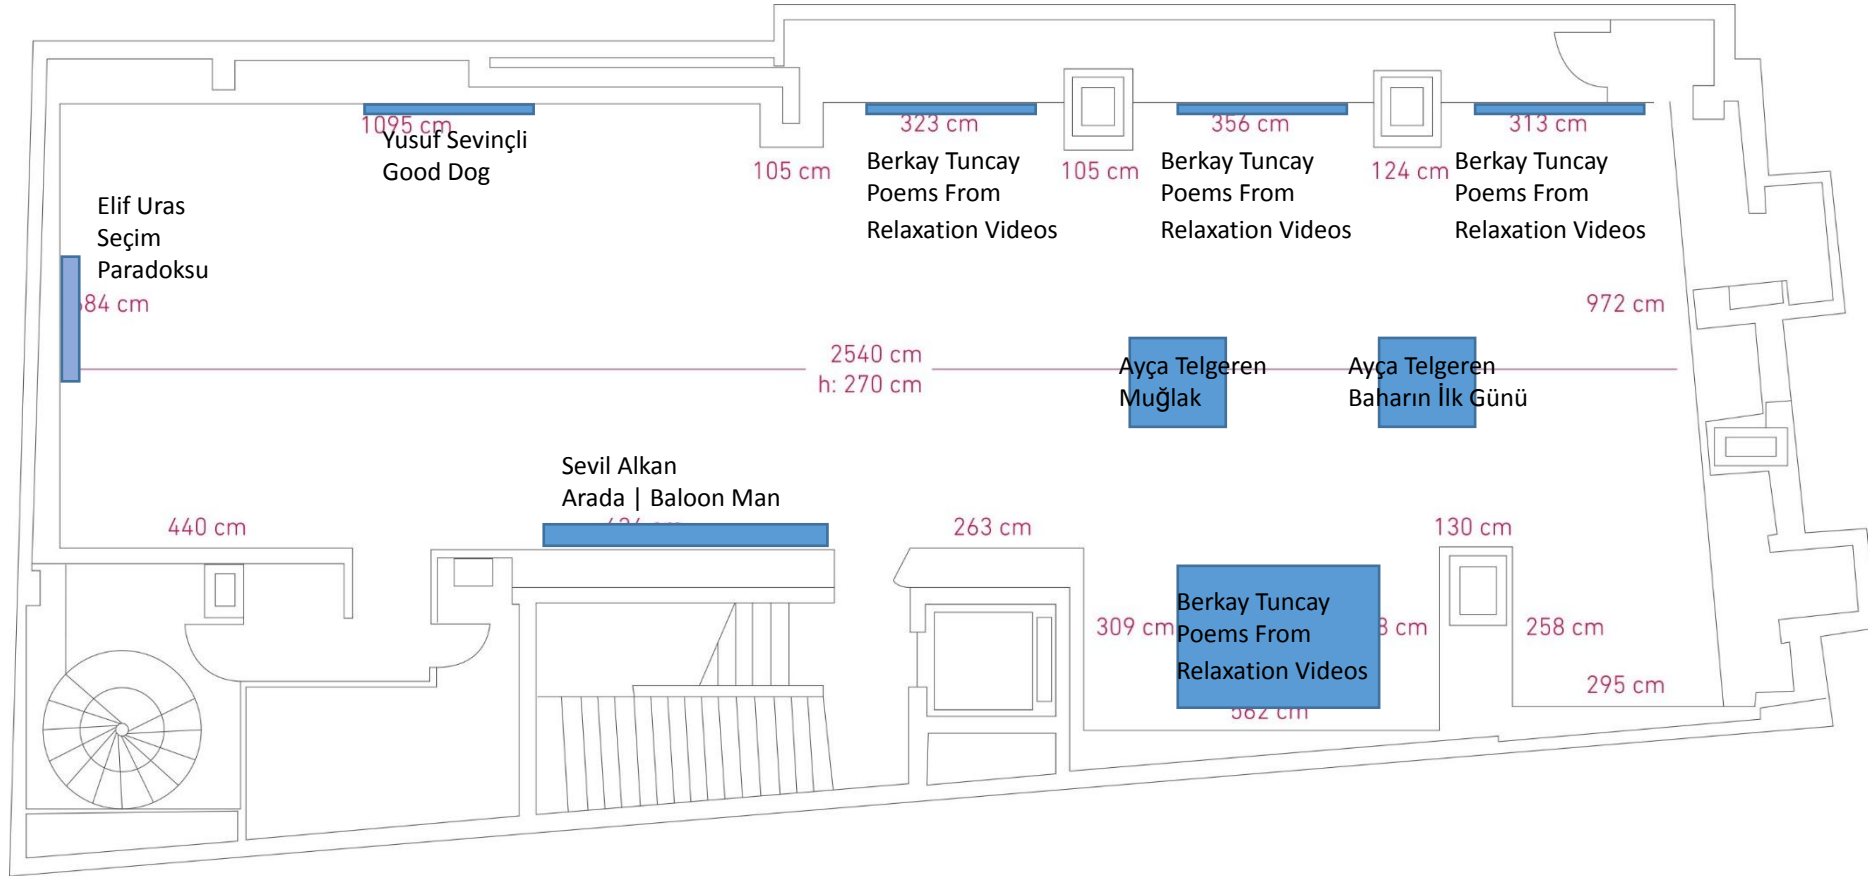 1095 cm
Yusuf Sevinçli
Good Dog
105 cm
323 cm
Berkay Tuncay
Poems From
Relaxation Videos
105 cm
356 cm
Berkay Tuncay
Poems From
Relaxation Videos
124 cm
313 cm
Berkay Tuncay
Poems From
Relaxation Videos
Elif Uras
Seçim
Paradoksu
84 cm
972 cm
2540 cm
h: 270 cm
Ayça Telgeren
Muğlak
Ayça Telgeren
Baharın İlk Günü
Sevil Alkan
Arada | Baloon Man
440 cm
263 cm
130 cm
309 cm
Berkay Tuncay
Poems From
Relaxation Videos
cm
258 cm
295 cm
562 cm